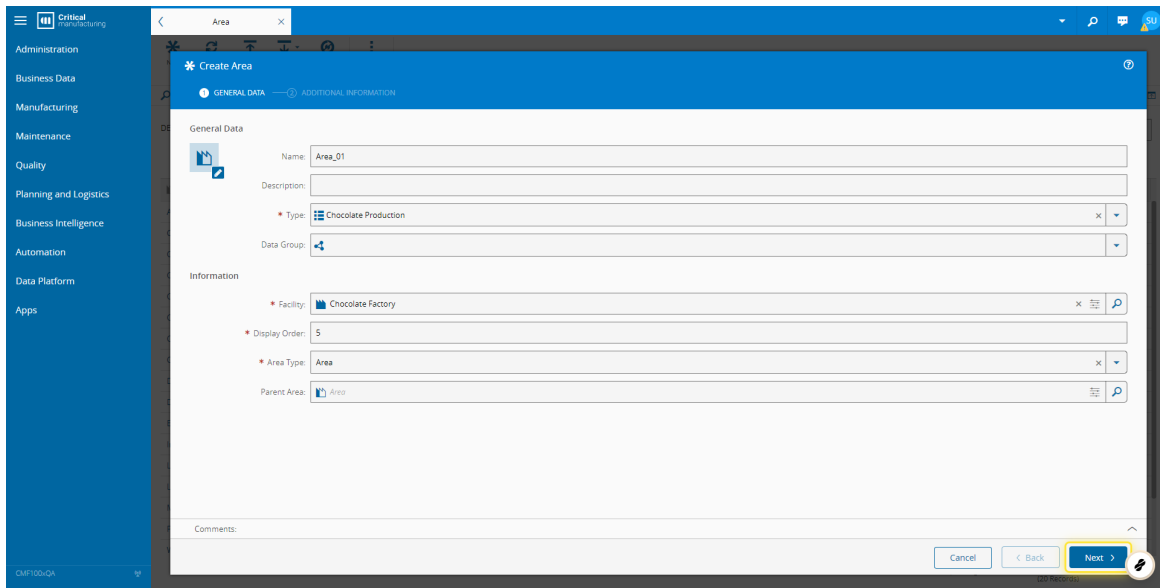 Critical manufacturing
Area
SU
Administration
Business Data
Manufacturing
Maintenance
Quality
Planning and Logistics
Business Intelligence
Automation
Data Platform
Apps
CMF100xQA
Create Area
1 GENERAL DATA 2 ADDITIONAL INFORMATION
General Data
Name: Area_01
Description:
* Type: Chocolate Production
Data Group:
Information
* Facility: Chocolate Factory
* Display Order: 5
* Area Type: Area
Parent Area: Area
Comments:
Cancel < Back Next >
(20 Records)